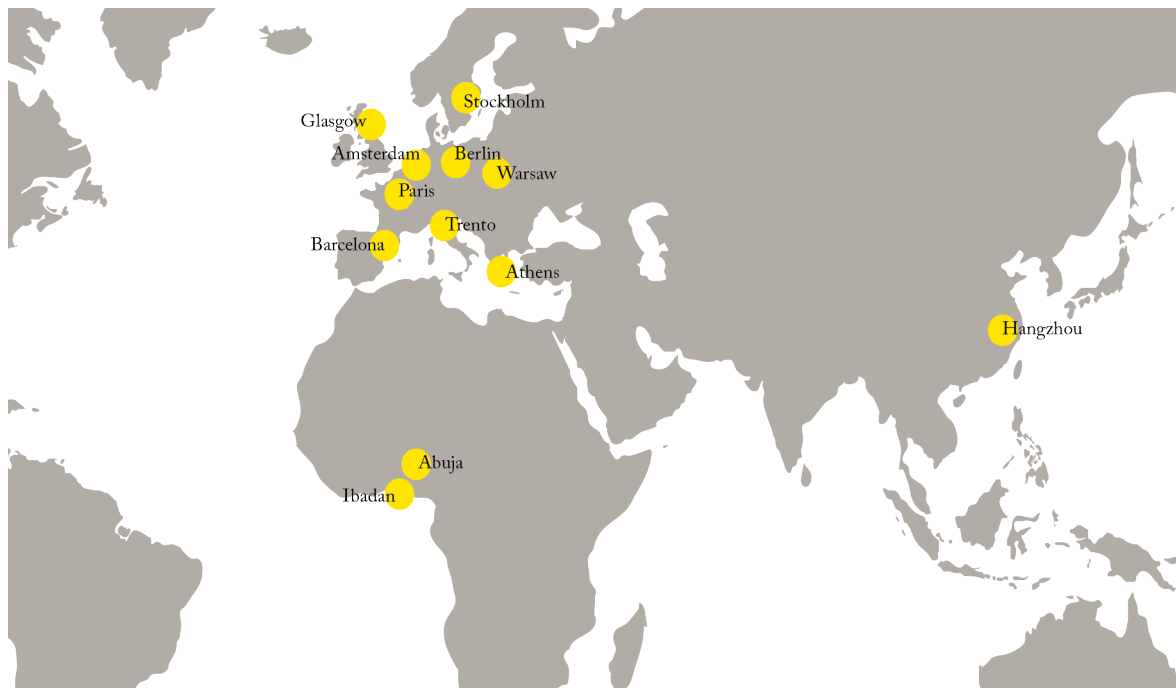 Stockholm
Glasgow
Amsterdam
Berlin
Warsaw
Paris
Trento
Barcelona
Athens
Hangzhou
Abuja
Ibadan